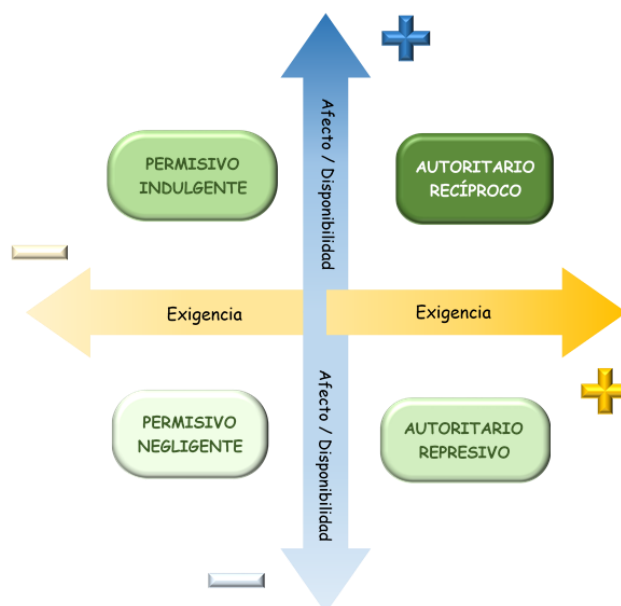 Afecto / Disponibilidad
PERMISIVO
INDULGENTE
AUTORITARIO
RECÍPROCO
Exigencia
Exigencia
PERMISIVO
NEGLIGENTE
Afecto / Disponibilidad
AUTORITARIO
REPRESIVO